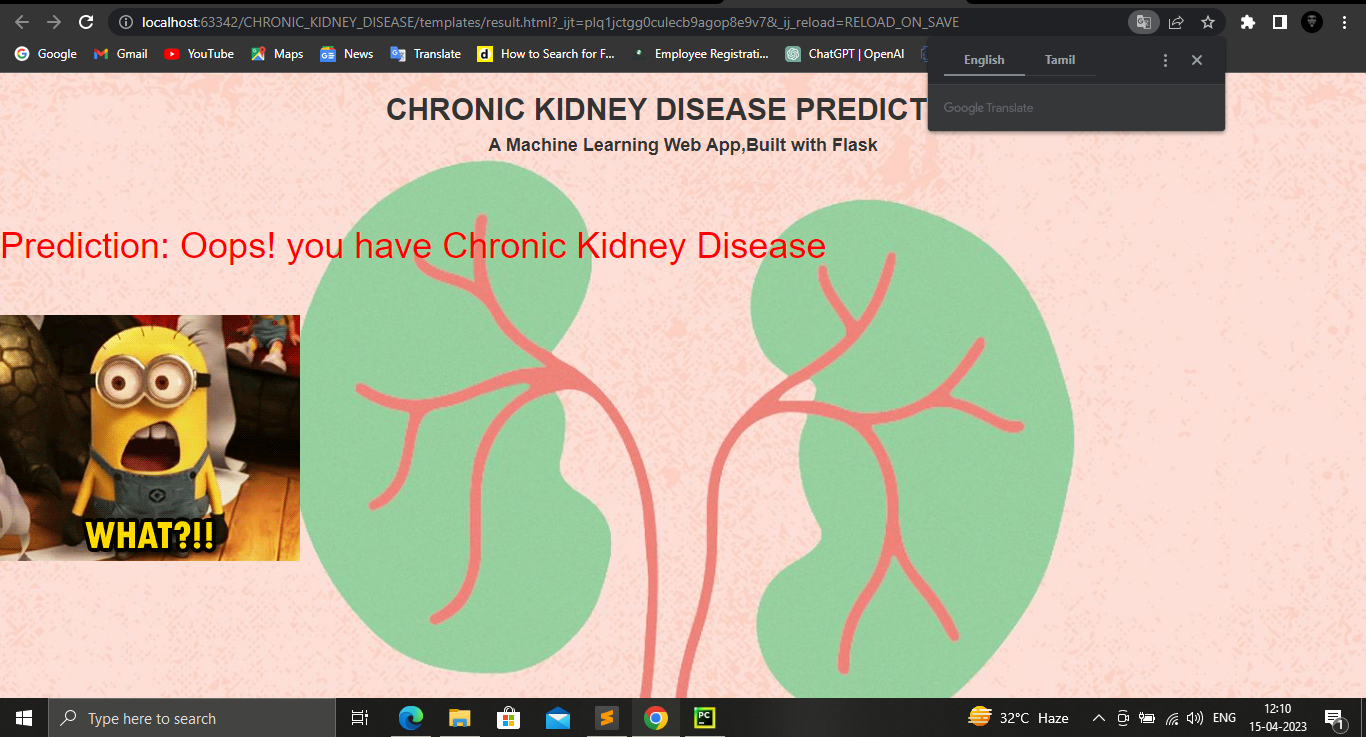 localhost:63342/CHRONIC_KIDNEY_DISEASE/templates/result.html?_ijt=plq1jctgg0culecb9agop8e9v7&_ij_reload=RELOAD_ON_SAVE
Google
Gmail
YouTube
Maps
News
Translate
How to Search for F...
Employee Registrati...
ChatGPT | OpenAI
English
Tamil
Google Translate
CHRONIC KIDNEY DISEASE PREDICT
A Machine Learning Web App,Built with Flask
Prediction: Oops! you have Chronic Kidney Disease
WHAT?!!
Type here to search
PC
32°C Haze
ENG
12:10
15-04-2023
1